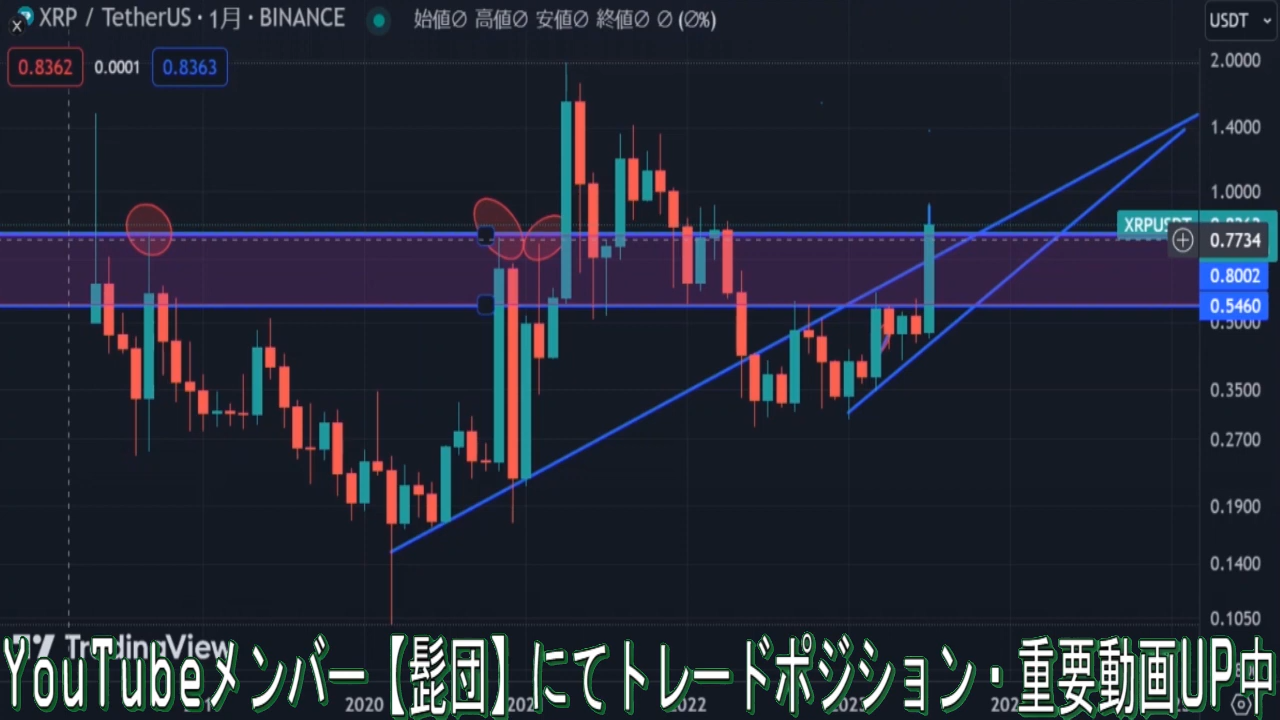 XRP / TetherUS · 1月 · BINANCE 始値∅ 高値∅ 安値∅ 終値∅ ∅ (∅%)
USDT
0.8362 0.0001 0.8363
2.0000
1.4000
1.0000
XRPUSDT
0.7734
0.8002
0.5460
0.5000
0.3500
0.2700
0.1900
0.1400
0.1050
TradingView
YouTubeメンバー【髭団】にてトレードポジション・重要動画UP中
2020